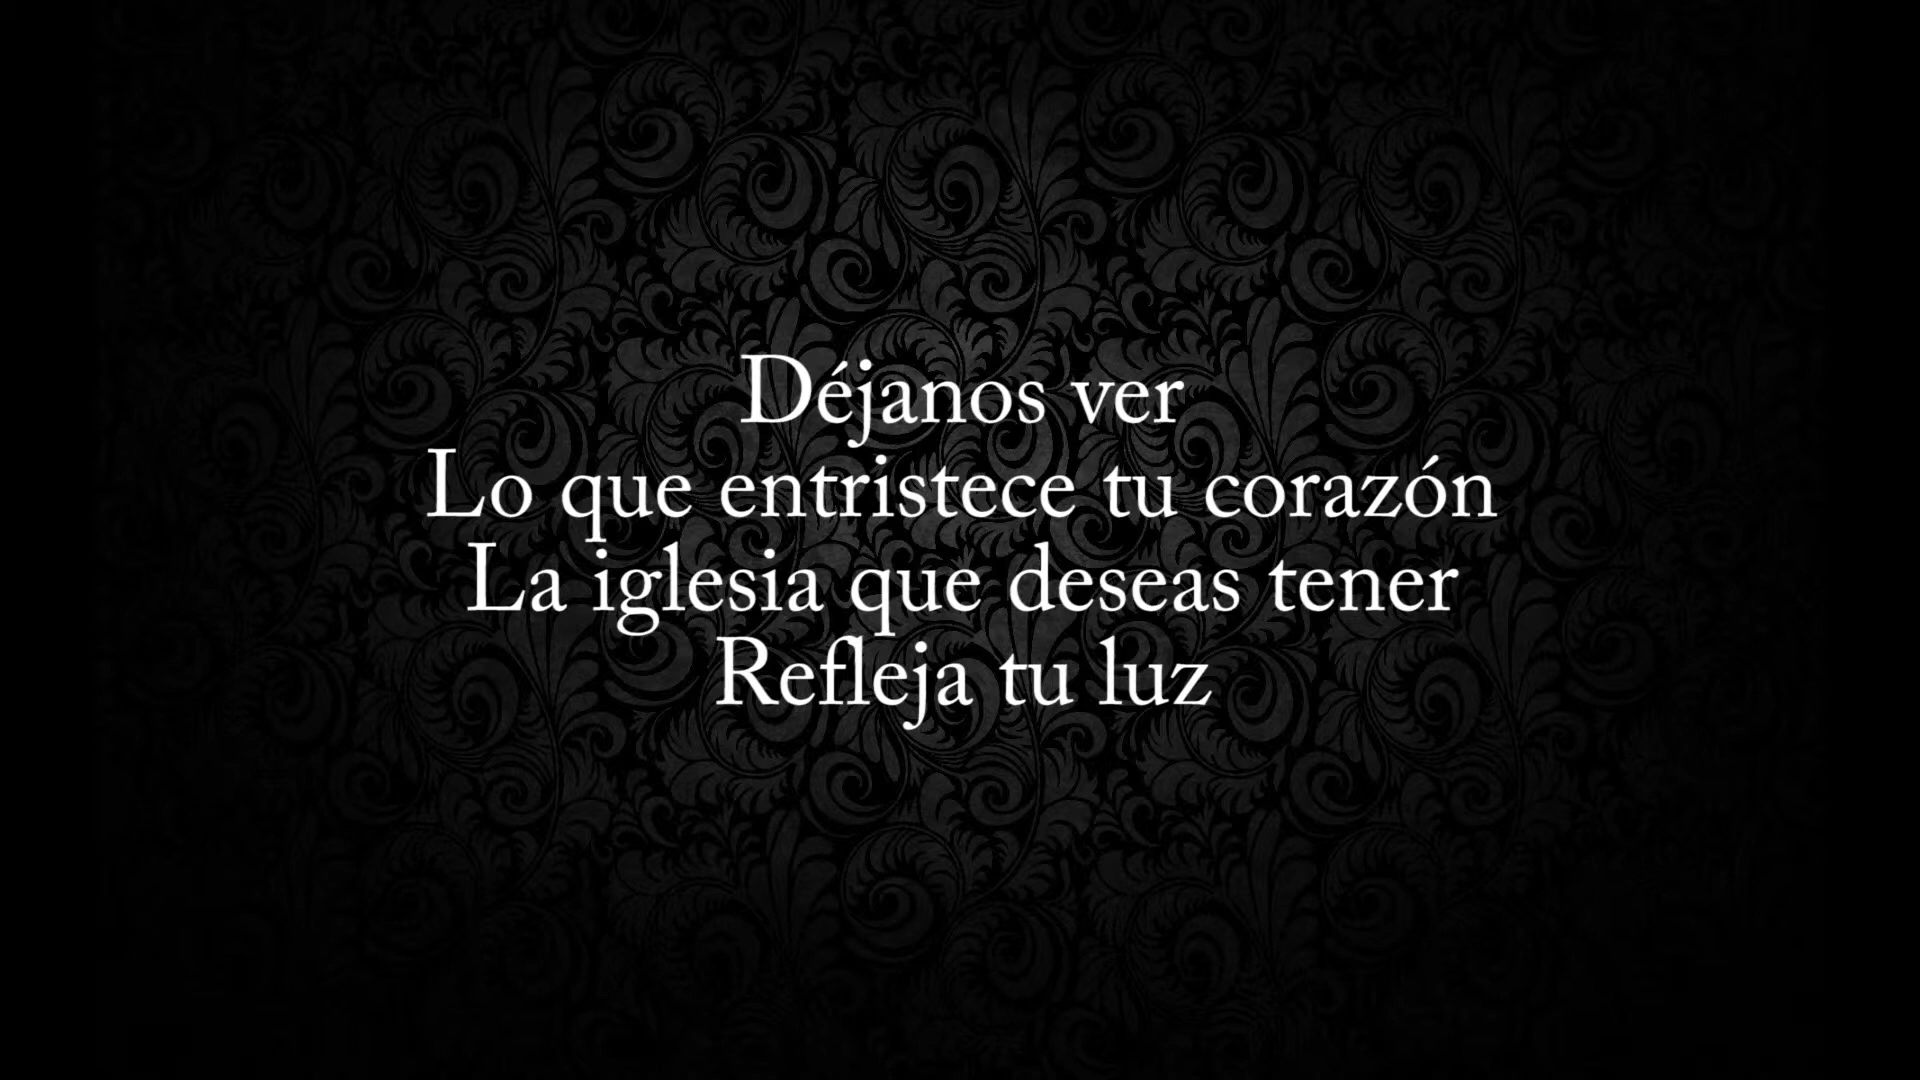 Déjanos ver
Lo que entristece tu corazón
La iglesia que deseas tener
Refleja tu luz